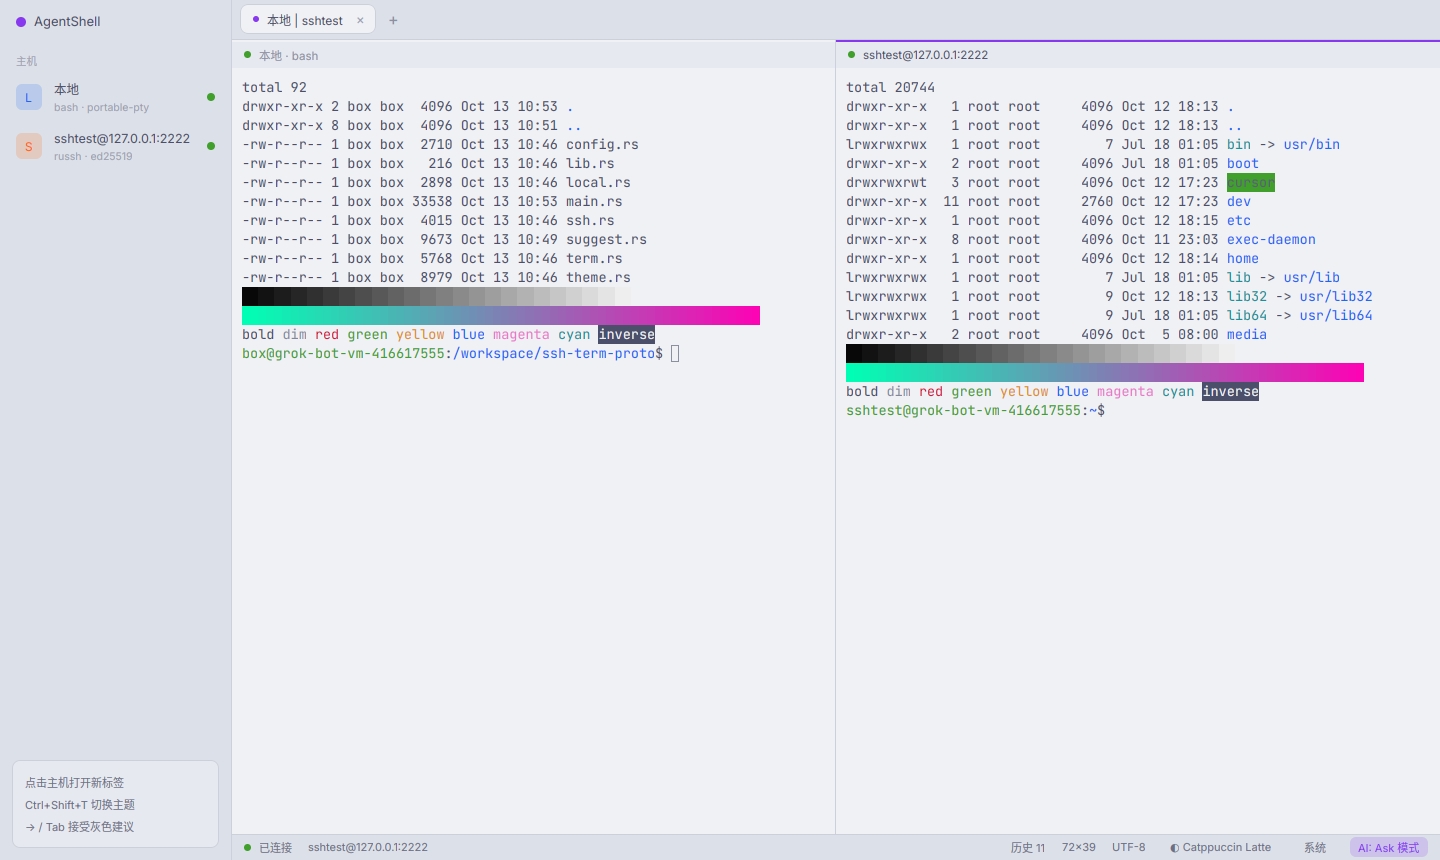 AgentShell
主机
L
本地
bash · portable-pty
S
sshtest@127.0.0.1:2222
russh · ed25519
点击主机打开新标签
Ctrl+Shift+T 切换主题
→ / Tab 接受灰色建议
本地 | sshtest × +
本地 · bash
total 92
drwxr-xr-x 2 box box  4096 Oct 13 10:53 .
drwxr-xr-x 8 box box  4096 Oct 13 10:51 ..
-rw-r--r-- 1 box box  2710 Oct 13 10:46 config.rs
-rw-r--r-- 1 box box   216 Oct 13 10:46 lib.rs
-rw-r--r-- 1 box box  2898 Oct 13 10:46 local.rs
-rw-r--r-- 1 box box 33538 Oct 13 10:53 main.rs
-rw-r--r-- 1 box box  4015 Oct 13 10:46 ssh.rs
-rw-r--r-- 1 box box  9673 Oct 13 10:49 suggest.rs
-rw-r--r-- 1 box box  5768 Oct 13 10:46 term.rs
-rw-r--r-- 1 box box  8979 Oct 13 10:46 theme.rs
bold dim red green yellow blue magenta cyan inverse
box@grok-bot-vm-416617555:/workspace/ssh-term-proto$
sshtest@127.0.0.1:2222
total 20744
drwxr-xr-x   1 root root     4096 Oct 12 18:13 .
drwxr-xr-x   1 root root     4096 Oct 12 18:13 ..
lrwxrwxrwx   1 root root        7 Jul 18 01:05 bin -> usr/bin
drwxr-xr-x   2 root root     4096 Jul 18 01:05 boot
drwxrwxrwt   3 root root     4096 Oct 12 17:23 cursor
drwxr-xr-x  11 root root     2760 Oct 12 17:23 dev
drwxr-xr-x   1 root root     4096 Oct 12 18:15 etc
drwxr-xr-x   8 root root     4096 Oct 11 23:03 exec-daemon
drwxr-xr-x   1 root root     4096 Oct 12 18:14 home
lrwxrwxrwx   1 root root        7 Jul 18 01:05 lib -> usr/lib
lrwxrwxrwx   1 root root        9 Oct 12 18:13 lib32 -> usr/lib32
lrwxrwxrwx   1 root root        9 Jul 18 01:05 lib64 -> usr/lib64
drwxr-xr-x   2 root root     4096 Oct  5 08:00 media
bold dim red green yellow blue magenta cyan inverse
sshtest@grok-bot-vm-416617555:~$
已连接 sshtest@127.0.0.1:2222 历史 11 72×39 UTF-8 ◐ Catppuccin Latte 系统 AI: Ask 模式